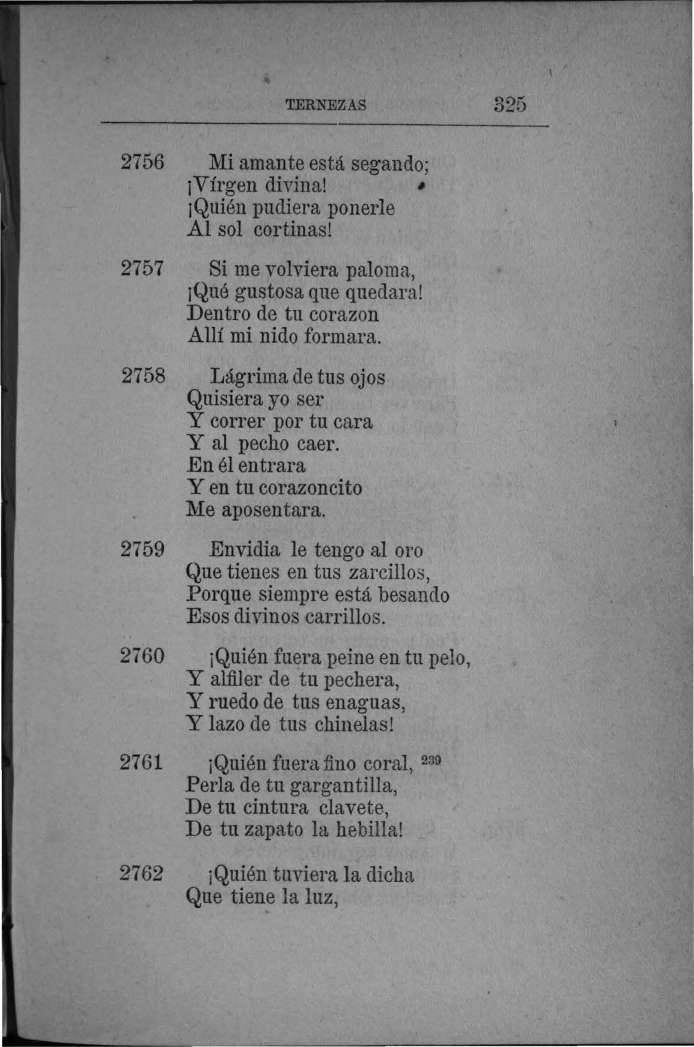 TERNEZAS 325
2756 Mi amante está segando;
¡Vírgen divina!
¡Quién pudiera ponerle
Al sol cortinas!
2757 Si me volviera paloma,
¡Qué gustosa que quedara!
Dentro de tu corazon
Allí mi nido formara.
2758 Lágrima de tus ojos
Quisiera yo ser
Y correr por tu cara
Y al pecho caer.
En él entrara
Y en tu corazoncito
Me aposentara.
2759 Envidia le tengo al oro
Que tienes en tus zarcillos,
Porque siempre está besando
Esos divinos carrillos.
2760 ¡Quién fuera peine en tu pelo,
Y alfiler de tu pechera,
Y ruedo de tus enaguas,
Y lazo de tus chinelas!
2761 ¡Quién fuera fino coral, 239
Perla de tu gargantilla,
De tu cintura clavete,
De tu zapato la hebilla!
2762 ¡Quién tuviera la dicha
Que tiene la luz,